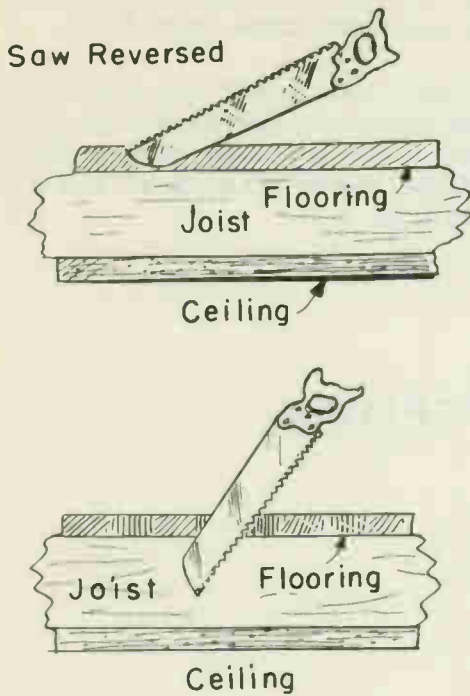 Saw Reversed
Flooring
Joist
Ceiling
Joist
Flooring
Ceiling